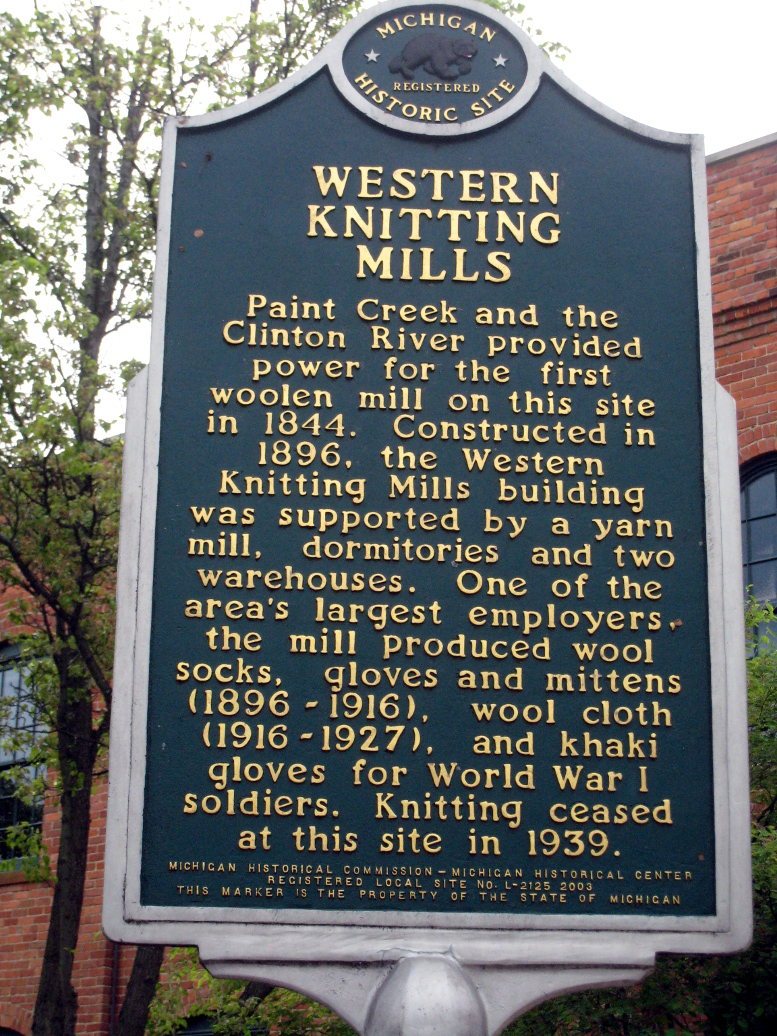 MICHIGAN
REGISTERED
HISTORIC SITE
WESTERN
KNITTING
MILLS
Paint Creek and the
Clinton River provided
power for the first
woolen mill on this site
in 1844. Constructed in
1896, the Western
Knitting Mills building
was supported by a yarn
mill, dormitories and two
warehouses. One of the
area's largest employers,
the mill produced wool
socks, gloves and mittens
(1896 - 1916), wool cloth
(1916 - 1927), and khaki
gloves for World War I
soldiers. Knitting ceased
at this site in 1939.
MICHIGAN HISTORICAL COMMISSION – MICHIGAN HISTORICAL CENTER
REGISTERED LOCAL SITE NO. L-2125 2003
THIS MARKER IS THE PROPERTY OF THE STATE OF MICHIGAN